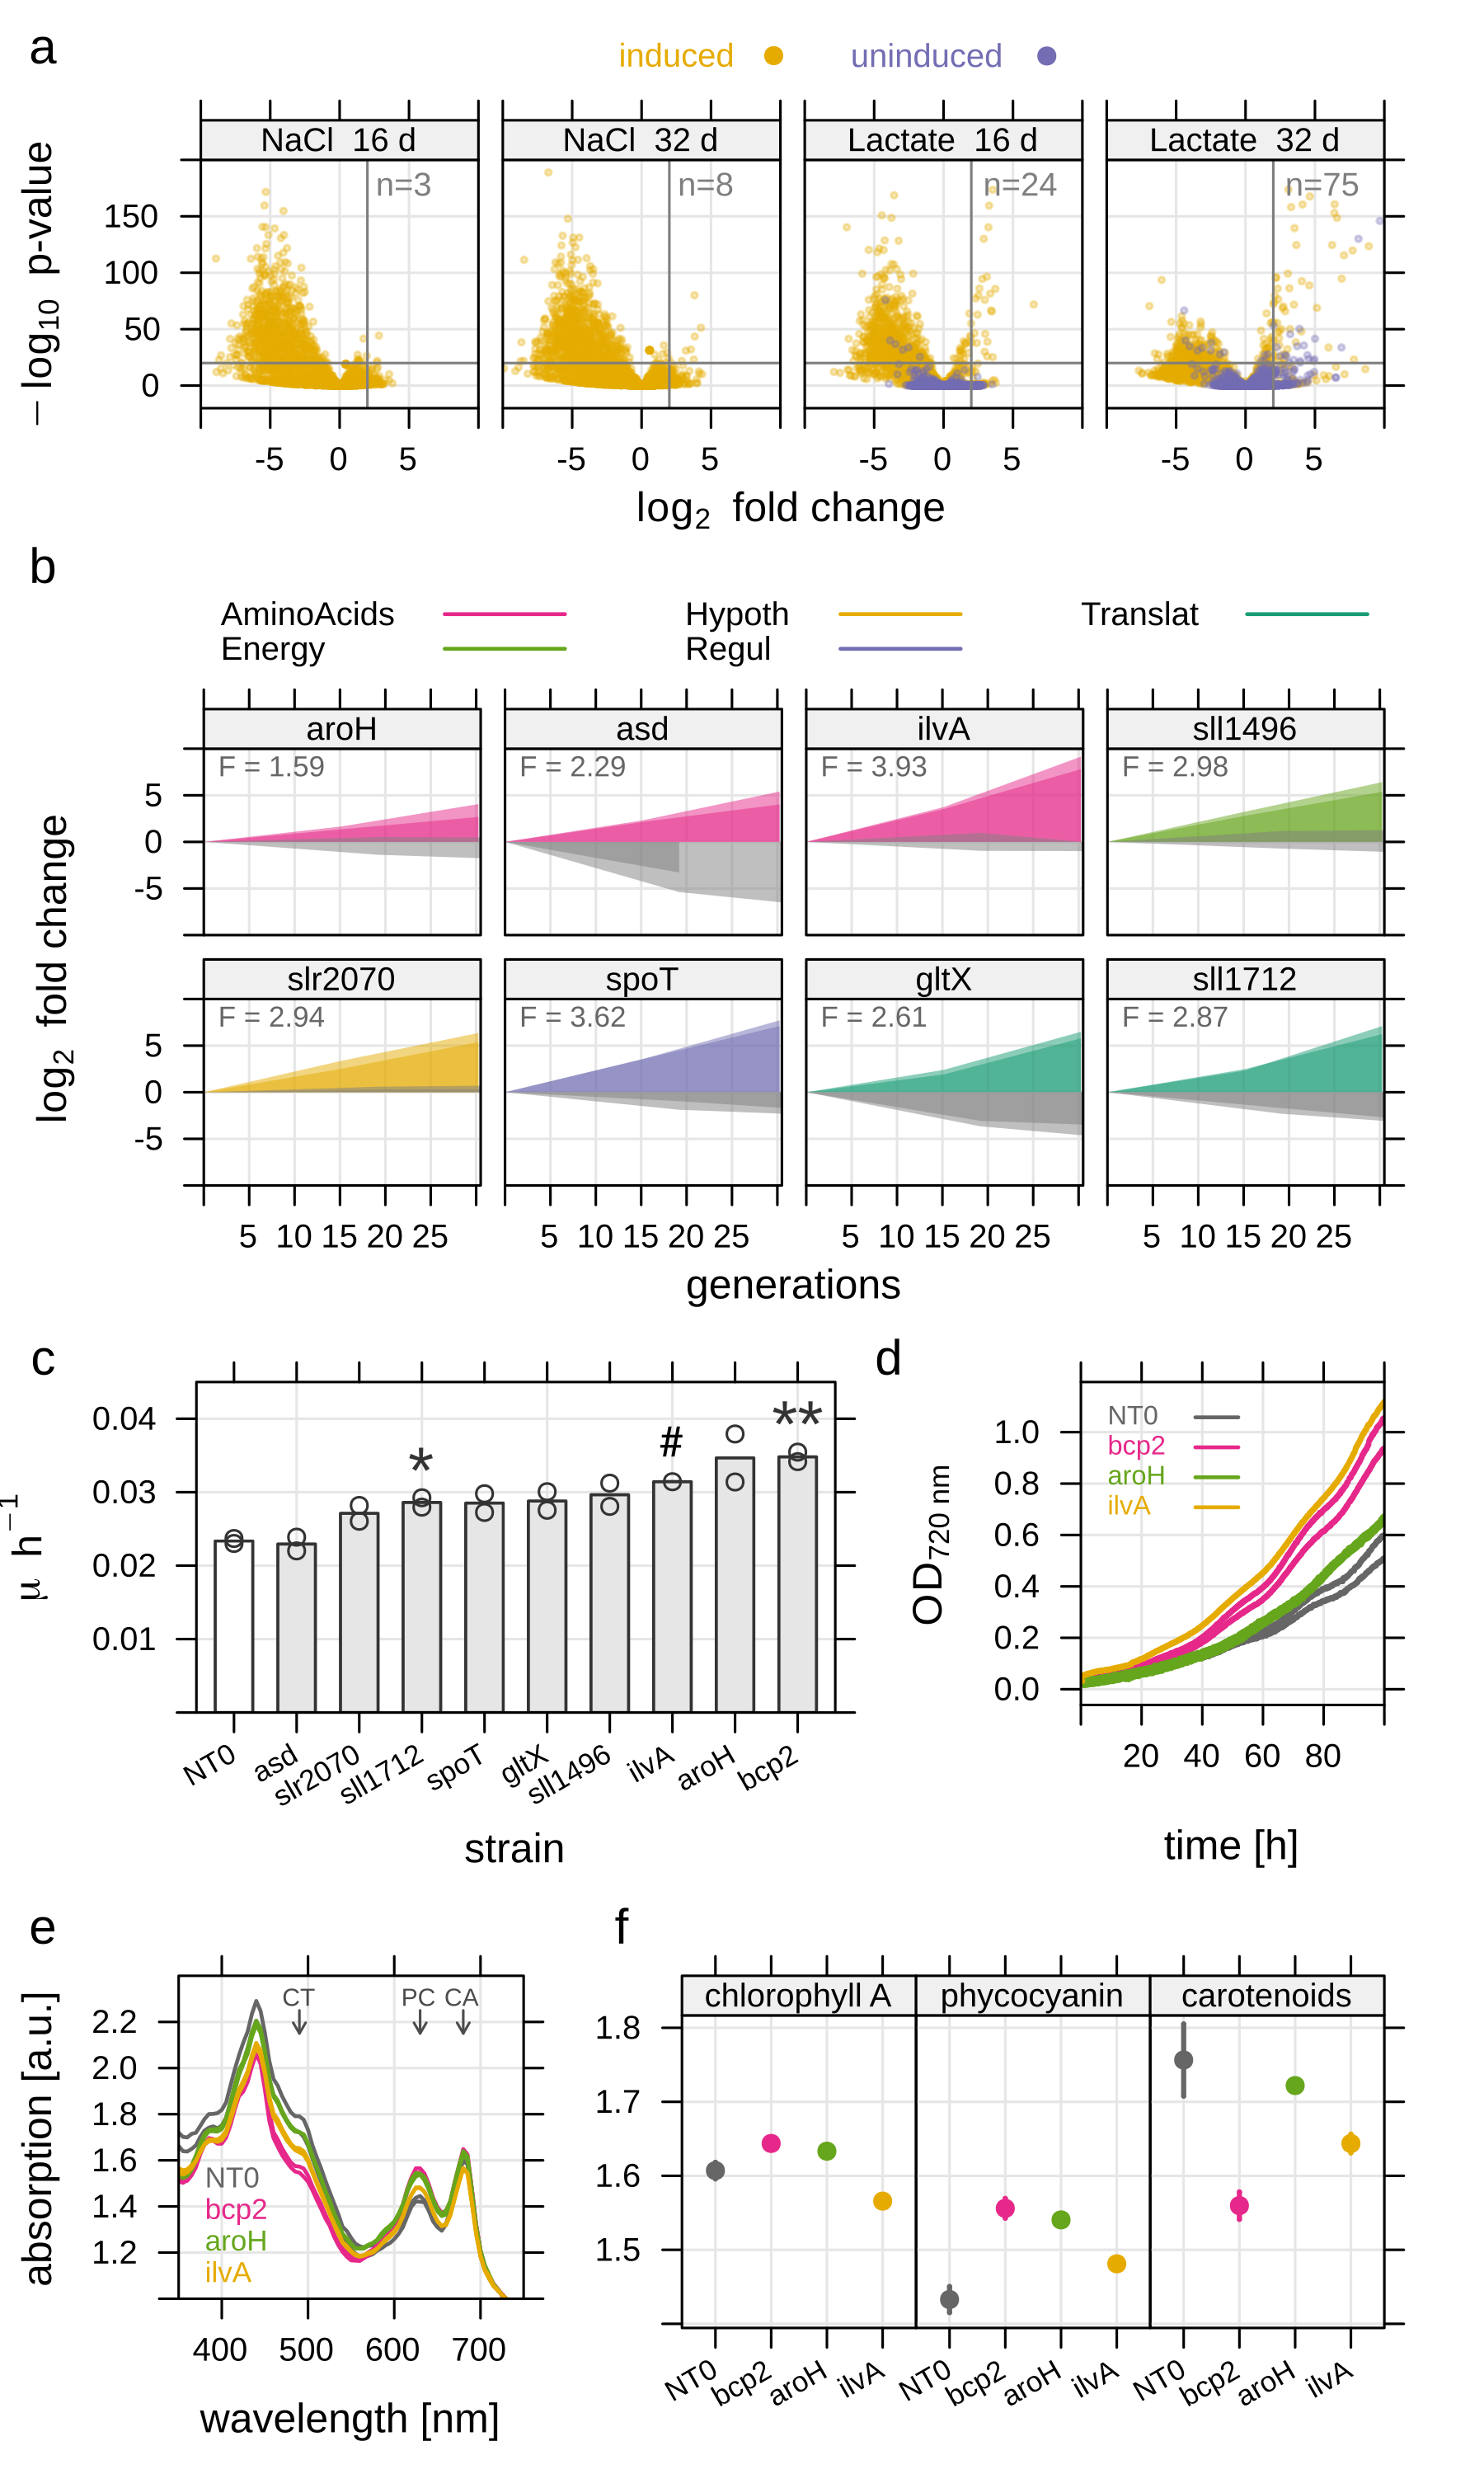 a
induced uninduced
NaCl 16 d NaCl 32 d Lactate 16 d Lactate 32 d
n=3 n=8 n=24 n=75
− log10 p-value
150
100
50
0
-5 0 5 -5 0 5 -5 0 5 -5 0 5
log2 fold change
b
AminoAcids Hypoth Translat
Energy Regul
aroH asd ilvA sll1496
F = 1.59 F = 2.29 F = 3.93 F = 2.98
5
0
-5
log2 fold change
slr2070 spoT gltX sll1712
F = 2.94 F = 3.62 F = 2.61 F = 2.87
5
0
-5
5 10 15 20 25 5 10 15 20 25 5 10 15 20 25 5 10 15 20 25
generations
c
μ h−1
0.04
0.03
0.02
0.01
* # **
NT0 asd slr2070 sll1712 spoT gltX sll1496 ilvA aroH bcp2
strain
d
OD720 nm
NT0
bcp2
aroH
ilvA
1.0
0.8
0.6
0.4
0.2
0.0
20 40 60 80
time [h]
e
absorption [a.u.]
CT PC CA
2.2
2.0
1.8
1.6
1.4
1.2
NT0
bcp2
aroH
ilvA
400 500 600 700
wavelength [nm]
f
chlorophyll A phycocyanin carotenoids
1.8
1.7
1.6
1.5
NT0 bcp2 aroH ilvA NT0 bcp2 aroH ilvA NT0 bcp2 aroH ilvA